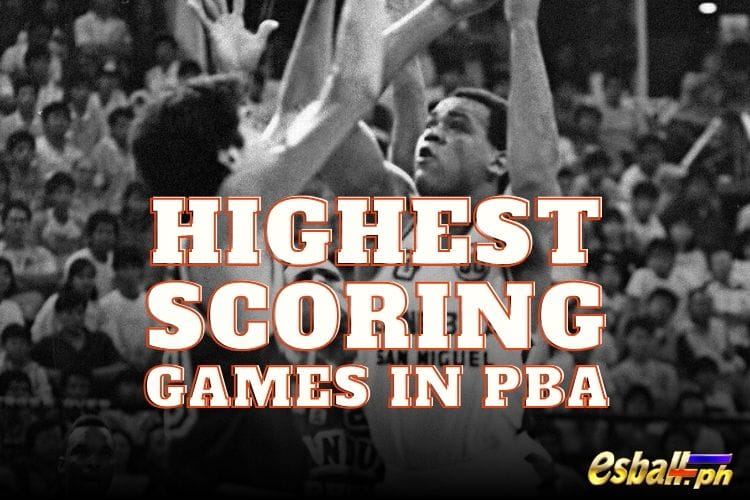 HIGHEST
SCORING
GAMES IN PBA
SAN MIGUEL
esball.ph